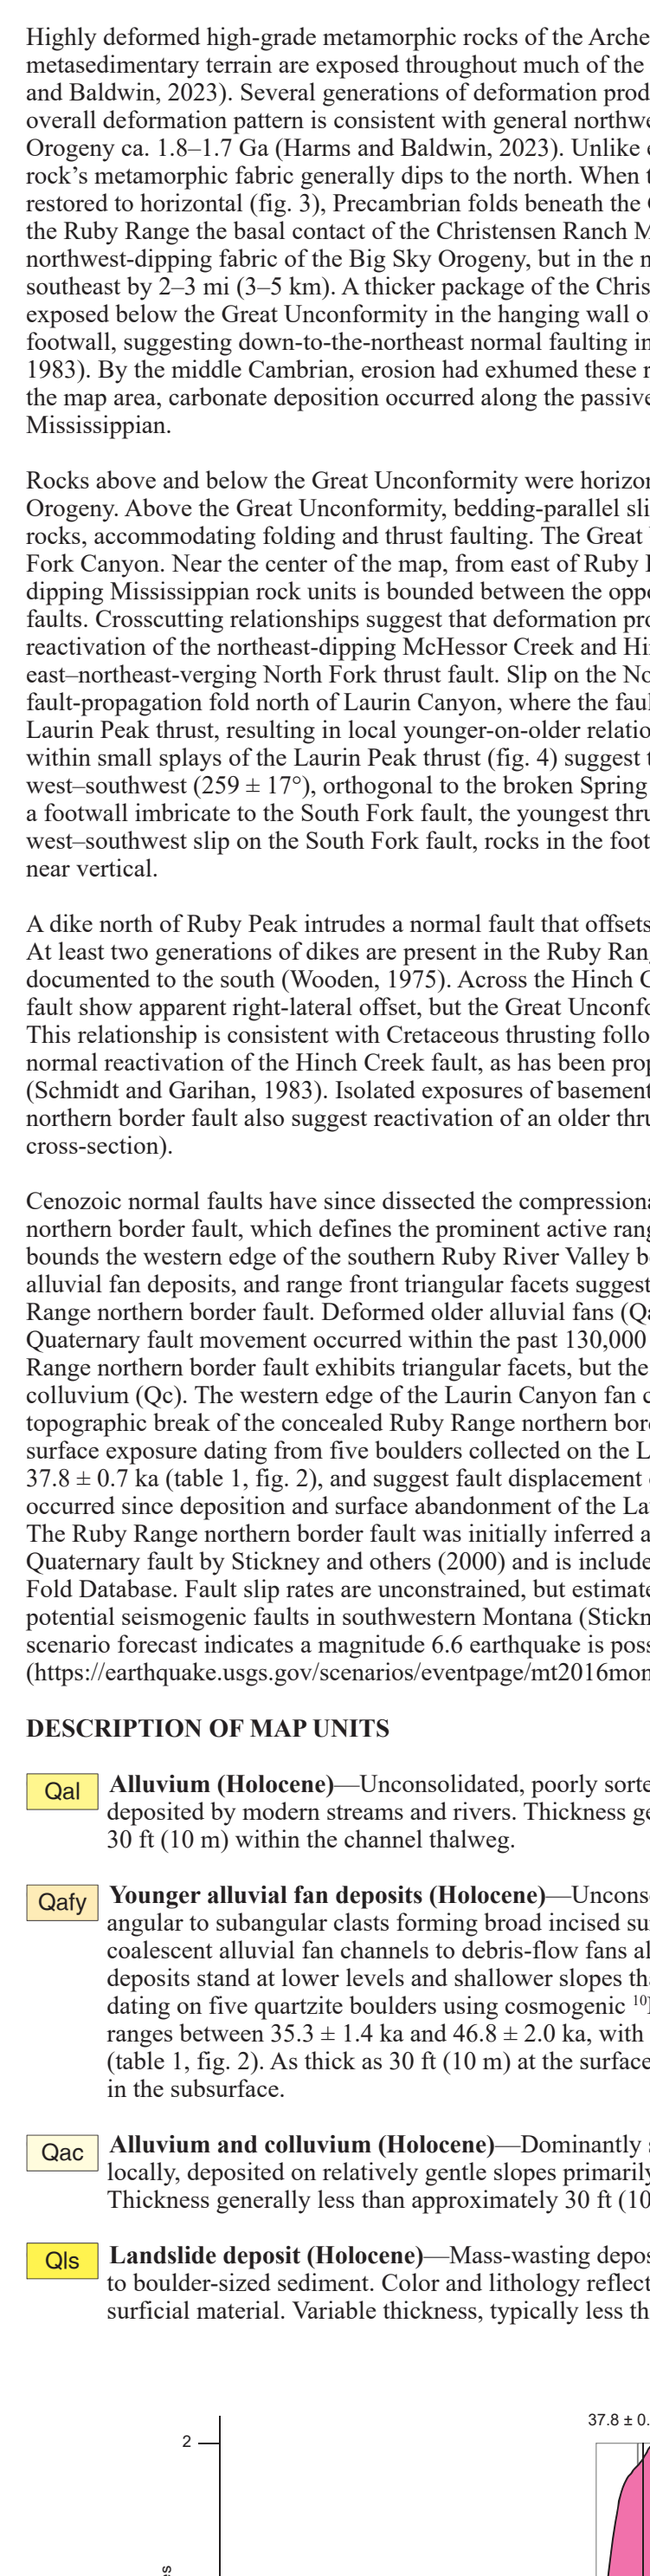 Highly deformed high-grade metamorphic rocks of the Arche
metasedimentary terrain are exposed throughout much of the
and Baldwin, 2023). Several generations of deformation prod
overall deformation pattern is consistent with general northwe
Orogeny ca. 1.8–1.7 Ga (Harms and Baldwin, 2023). Unlike
rock’s metamorphic fabric generally dips to the north. When
restored to horizontal (fig. 3), Precambrian folds beneath the
the Ruby Range the basal contact of the Christensen Ranch M
northwest-dipping fabric of the Big Sky Orogeny, but in the
southeast by 2–3 mi (3–5 km). A thicker package of the Chris
exposed below the Great Unconformity in the hanging wall
footwall, suggesting down-to-the-northeast normal faulting in
1983). By the middle Cambrian, erosion had exhumed these
the map area, carbonate deposition occurred along the passive
Mississippian.
Rocks above and below the Great Unconformity were horizo
Orogeny. Above the Great Unconformity, bedding-parallel sli
rocks, accommodating folding and thrust faulting. The Great
Fork Canyon. Near the center of the map, from east of Ruby
dipping Mississippian rock units is bounded between the oppo
faults. Crosscutting relationships suggest that deformation pro
reactivation of the northeast-dipping McHessor Creek and Hi
east–northeast-verging North Fork thrust fault. Slip on the No
fault-propagation fold north of Laurin Canyon, where the fau
Laurin Peak thrust, resulting in local younger-on-older relatio
within small splays of the Laurin Peak thrust (fig. 4) suggest
west–southwest (259 ± 17°), orthogonal to the broken Spring
a footwall imbricate to the South Fork fault, the youngest thru
west–southwest slip on the South Fork fault, rocks in the foot
near vertical.
A dike north of Ruby Peak intrudes a normal fault that offsets
At least two generations of dikes are present in the Ruby Ran
documented to the south (Wooden, 1975). Across the Hinch
fault show apparent right-lateral offset, but the Great Unconfo
This relationship is consistent with Cretaceous thrusting follo
normal reactivation of the Hinch Creek fault, as has been prop
(Schmidt and Garihan, 1983). Isolated exposures of basement
northern border fault also suggest reactivation of an older thru
cross-section).
Cenozoic normal faults have since dissected the compressiona
northern border fault, which defines the prominent active rang
bounds the western edge of the southern Ruby River Valley b
alluvial fan deposits, and range front triangular facets suggest
Range northern border fault. Deformed older alluvial fans (Qa
Quaternary fault movement occurred within the past 130,000
Range northern border fault exhibits triangular facets, but the
colluvium (Qc). The western edge of the Laurin Canyon fan
topographic break of the concealed Ruby Range northern bord
surface exposure dating from five boulders collected on the L
37.8 ± 0.7 ka (table 1, fig. 2), and suggest fault displacement
occurred since deposition and surface abandonment of the La
The Ruby Range northern border fault was initially inferred a
Quaternary fault by Stickney and others (2000) and is include
Fold Database. Fault slip rates are unconstrained, but estimate
potential seismogenic faults in southwestern Montana (Stickn
scenario forecast indicates a magnitude 6.6 earthquake is poss
(https://earthquake.usgs.gov/scenarios/eventpage/mt2016mon
DESCRIPTION OF MAP UNITS
Qal Alluvium (Holocene)—Unconsolidated, poorly sorte
deposited by modern streams and rivers. Thickness ge
30 ft (10 m) within the channel thalweg.
Qafy Younger alluvial fan deposits (Holocene)—Uncons
angular to subangular clasts forming broad incised su
coalescent alluvial fan channels to debris-flow fans al
deposits stand at lower levels and shallower slopes tha
dating on five quartzite boulders using cosmogenic 10
ranges between 35.3 ± 1.4 ka and 46.8 ± 2.0 ka, with
(table 1, fig. 2). As thick as 30 ft (10 m) at the surface
in the subsurface.
Qac Alluvium and colluvium (Holocene)—Dominantly
locally, deposited on relatively gentle slopes primarily
Thickness generally less than approximately 30 ft (10
Qls Landslide deposit (Holocene)—Mass-wasting depos
to boulder-sized sediment. Color and lithology reflect
surficial material. Variable thickness, typically less th
37.8 ± 0.
2